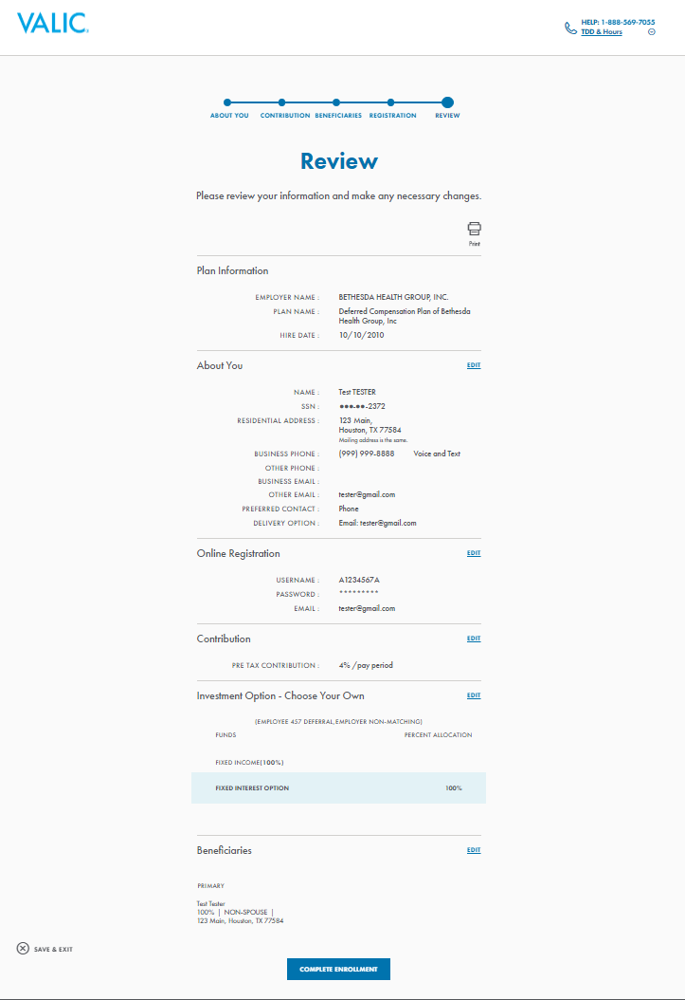 VALIC
HELP: 1-888-569-7055
TDD & Hours
ABOUT YOU CONTRIBUTION BENEFICIARIES REGISTRATION REVIEW
Review
Please review your information and make any necessary changes.
Print
Plan Information
EMPLOYER NAME : BETHESDA HEALTH GROUP, INC.
PLAN NAME : Deferred Compensation Plan of Bethesda
Health Group, Inc
HIRE DATE : 10/10/2010
About You EDIT
NAME : Test TESTER
SSN : •••-••-2372
RESIDENTIAL ADDRESS : 123 Main,
Houston, TX 77584
Mailing address is the same.
BUSINESS PHONE : (999) 999-8888 Voice and Text
OTHER PHONE :
BUSINESS EMAIL :
OTHER EMAIL : tester@gmail.com
PREFERRED CONTACT : Phone
DELIVERY OPTION : Email: tester@gmail.com
Online Registration EDIT
USERNAME : A1234567A
PASSWORD : *********
EMAIL : tester@gmail.com
Contribution EDIT
PRE TAX CONTRIBUTION : 4% /pay period
Investment Option - Choose Your Own EDIT
(EMPLOYEE 457 DEFERRAL,EMPLOYER NON-MATCHING)
FUNDS PERCENT ALLOCATION
FIXED INCOME(100%)
FIXED INTEREST OPTION 100%
Beneficiaries EDIT
PRIMARY
Test Tester
100% | NON-SPOUSE |
123 Main, Houston, TX 77584
SAVE & EXIT
COMPLETE ENROLLMENT